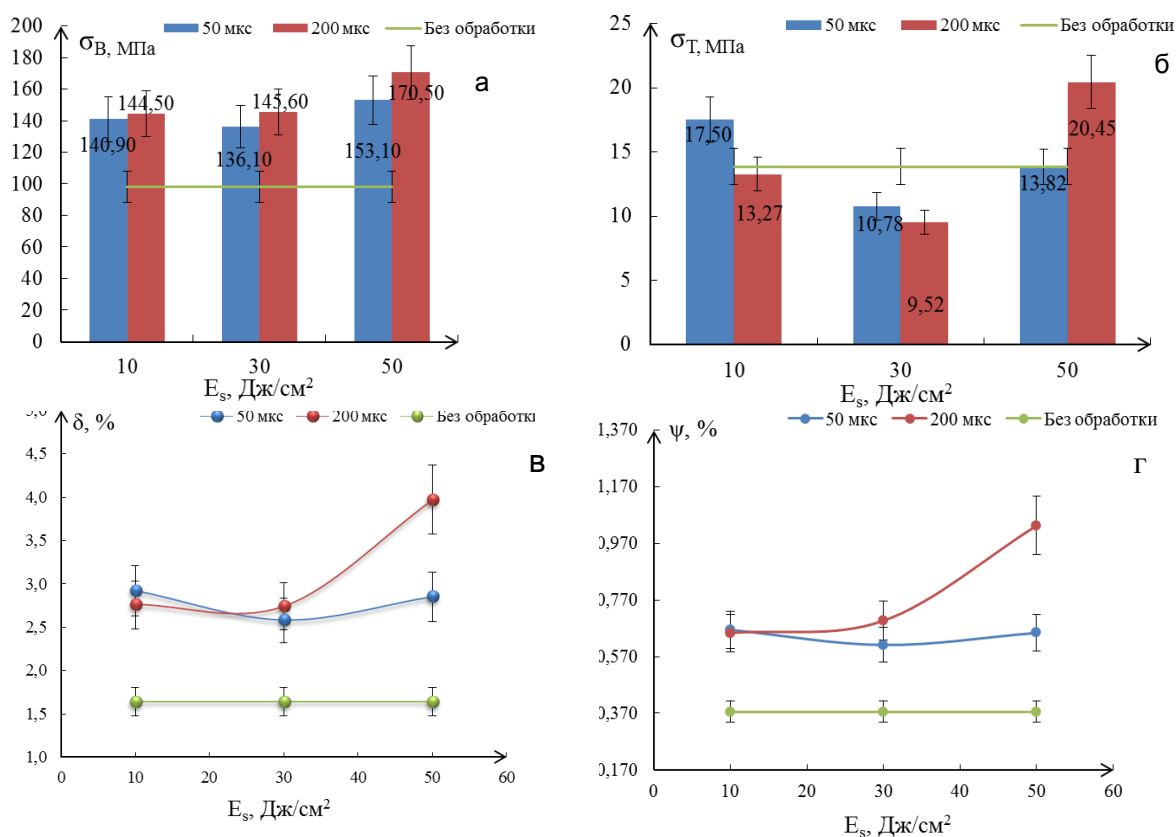 50 мкс 200 мкс Без обработки
σВ, МПа
а
200
180
160
140
120
100
80
60
40
20
0
140,90 144,50 136,10 145,60 153,10 170,50
10 30 50
Es, Дж/см²
50 мкс 200 мкс Без обработки
σТ, МПа
б
25
20
15
10
5
0
17,50 13,27 10,78 9,52 13,82 20,45
10 30 50
Es, Дж/см²
50 мкс 200 мкс Без обработки
δ, %
в
5,0
4,5
4,0
3,5
3,0
2,5
2,0
1,5
1,0
0 10 20 30 40 50 60
Es, Дж/см²
50 мкс 200 мкс Без обработки
ψ, %
г
1,370
1,170
0,970
0,770
0,570
0,370
0,170
0 10 20 30 40 50 60
Es, Дж/см²